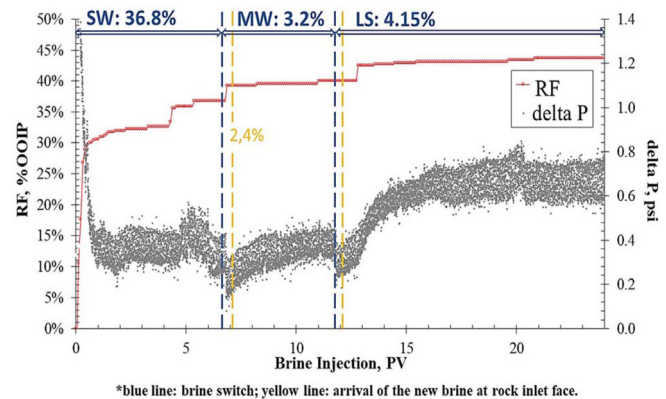 SW: 36.8% MW: 3.2% LS: 4.15%
50% 1.4
45%
40% 1.2
35% 1.0
30%
25% 0.8
20% 0.6
15% 0.4
10%
5% 0.2
0% 0.0
RF, %OOIP
RF
delta P
2,4%
delta P, psi
0 5 10 15 20
Brine Injection, PV
*blue line: brine switch; yellow line: arrival of the new brine at rock inlet face.